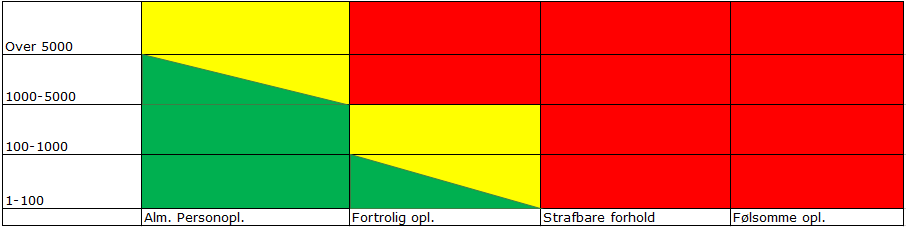 Over 5000
1000-5000
100-1000
1-100
Alm. Personopl.
Fortrolig opl.
Strafbare forhold
Følsomme opl.